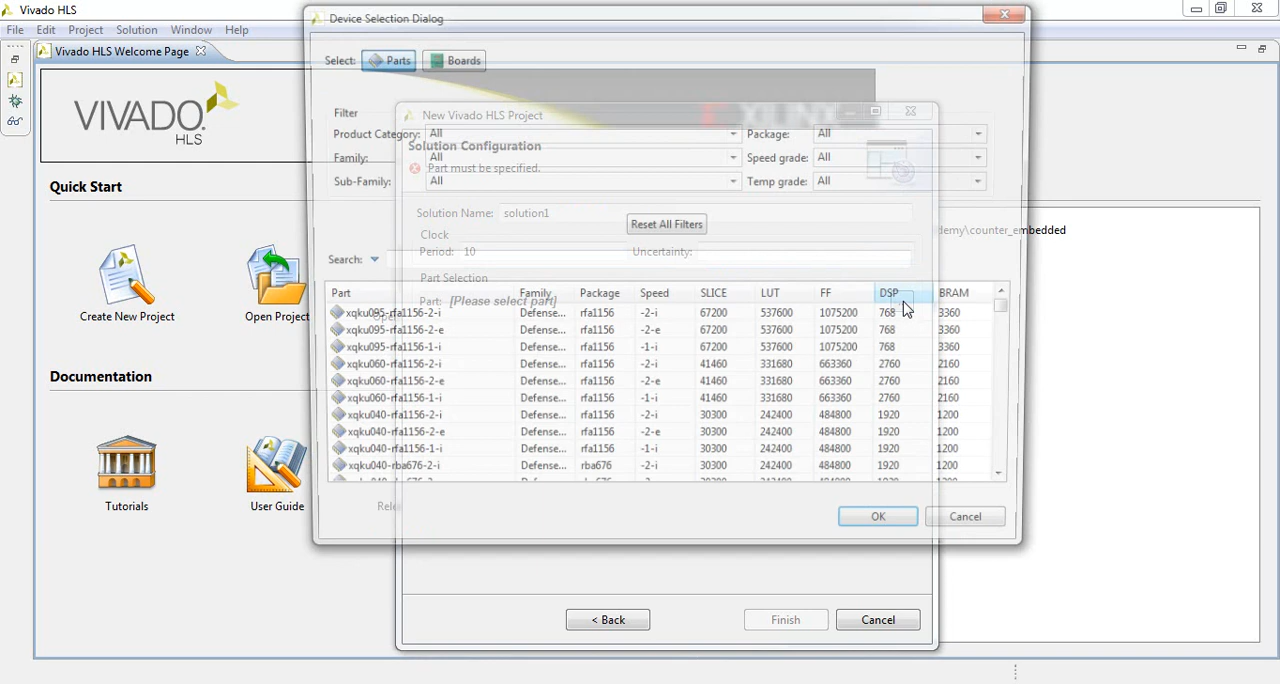 Vivado HLS
File Edit Project Solution Window Help
Vivado HLS Welcome Page
VIVADO.
HLS
Quick Start
Create New Project
Open Project
Documentation
Tutorials
User Guide
demy\counter_embedded
Device Selection Dialog
Select: Parts Boards
XILINX
Filter
Product Category: All Package: All
Family: All Speed grade: All
Sub-Family: All Temp grade: All
Reset All Filters
Search:
Part Family Package Speed SLICE LUT FF DSP BRAM
xqku095-rfa1156-2-i Defense... rfa1156 -2-i 67200 537600 1075200 768 3360
xqku095-rfa1156-2-e Defense... rfa1156 -2-e 67200 537600 1075200 768 3360
xqku095-rfa1156-1-i Defense... rfa1156 -1-i 67200 537600 1075200 768 3360
xqku060-rfa1156-2-i Defense... rfa1156 -2-i 41460 331680 663360 2760 2160
xqku060-rfa1156-2-e Defense... rfa1156 -2-e 41460 331680 663360 2760 2160
xqku060-rfa1156-1-i Defense... rfa1156 -1-i 41460 331680 663360 2760 2160
xqku040-rfa1156-2-i Defense... rfa1156 -2-i 30300 242400 484800 1920 1200
xqku040-rfa1156-2-e Defense... rfa1156 -2-e 30300 242400 484800 1920 1200
xqku040-rfa1156-1-i Defense... rfa1156 -1-i 30300 242400 484800 1920 1200
xqku040-rba676-2-i Defense... rba676 -2-i 30300 242400 484800 1920 1200
OK Cancel
New Vivado HLS Project
Solution Configuration
Part must be specified.
Solution Name: solution1
Clock
Period: 10 Uncertainty:
Part Selection
Part: [Please select part]
< Back Finish Cancel